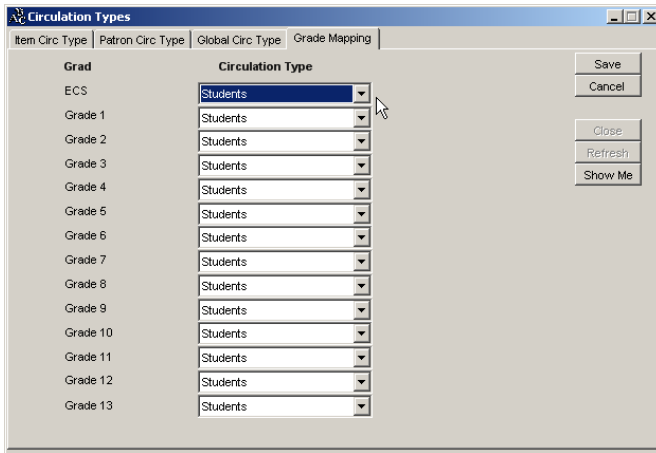 Circulation Types
Item Circ Type Patron Circ Type Global Circ Type Grade Mapping
Grad Circulation Type Save
ECS Students Cancel
Grade 1 Students
Grade 2 Students Close
Grade 3 Students Refresh
Grade 4 Students Show Me
Grade 5 Students
Grade 6 Students
Grade 7 Students
Grade 8 Students
Grade 9 Students
Grade 10 Students
Grade 11 Students
Grade 12 Students
Grade 13 Students